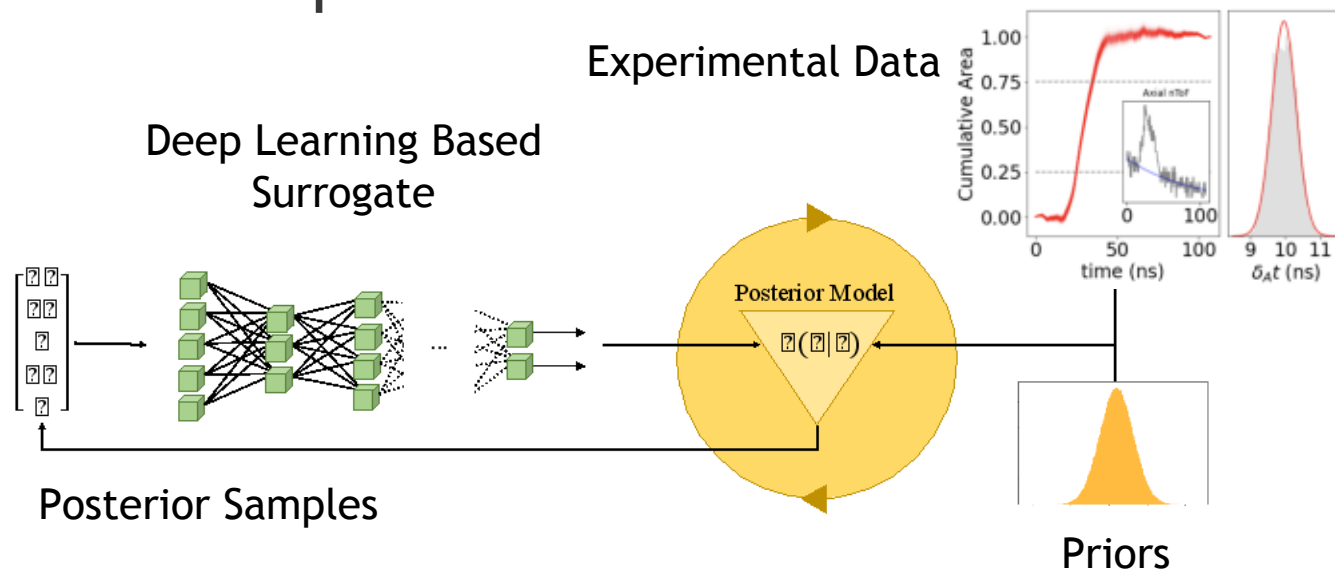 Experimental Data
Deep Learning Based
Surrogate
Cumulative Area
1.00
0.75
0.50
0.25
0.00
Axial nToF
0 100
0 50 100
time (ns)
9 10 11
δ_A t (ns)
Posterior Model
(|)
...
Posterior Samples
Priors